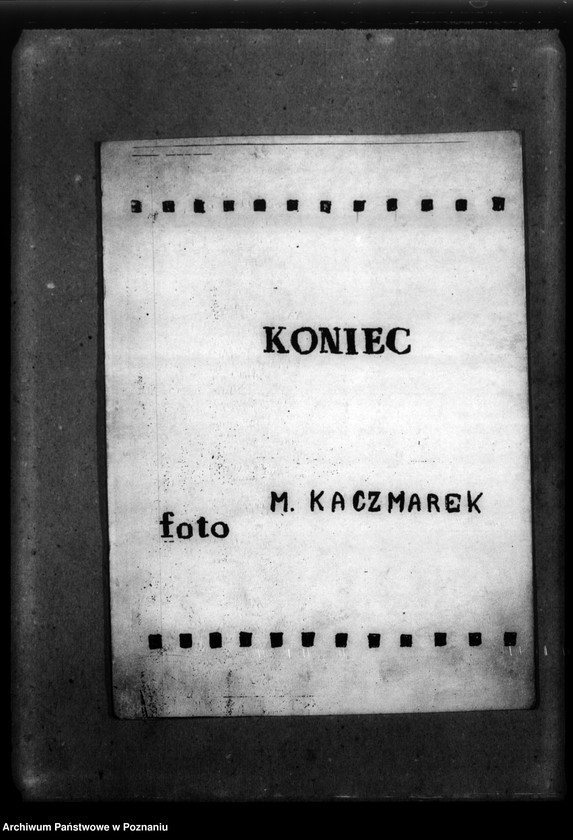 KONIEC
M. KACZMAREK
foto
Archiwum Państwowe w Poznaniu